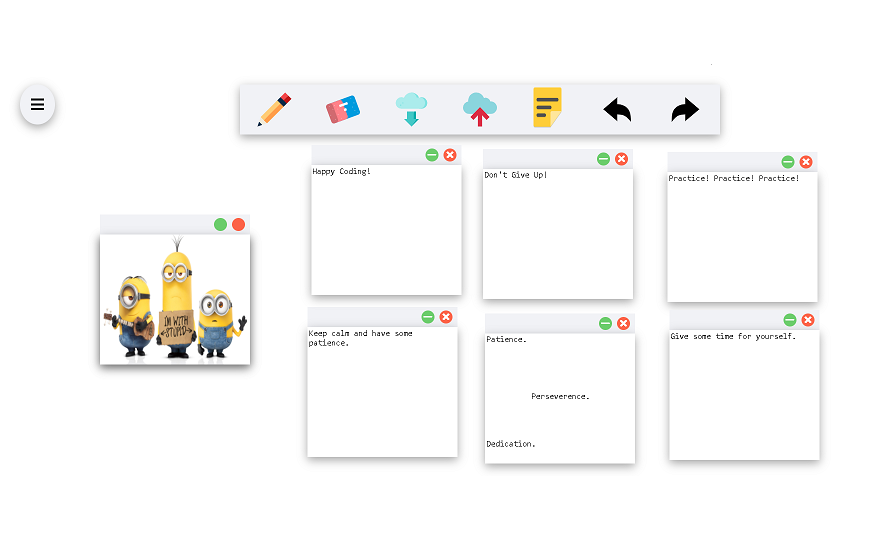 Happy Coding!
Don't Give Up!
Practice! Practice! Practice!
I'M WITH
STUPID
Keep calm and have some
patience.
Patience.
Perseverence.
Dedication.
Give some time for yourself.